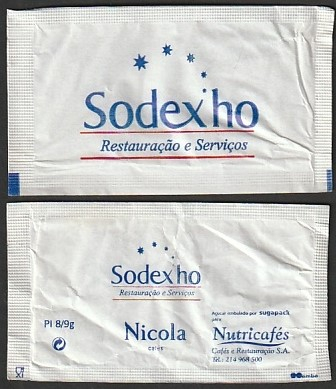 Sodexho
Restauração e Serviços
Sodexho
Restauração e Serviços
PI 8/9g
Nicola
cafés
Açúcar embalado por sugapack
para
Nutricafés
Cafés e Restauração S.A.
Tel.: 214 968 500